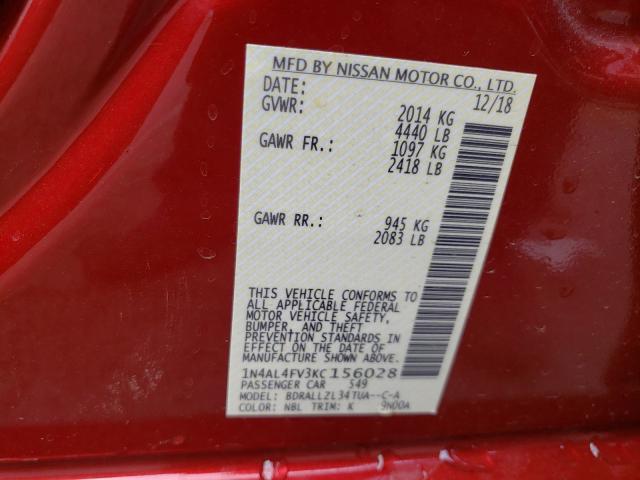 MFD BY NISSAN MOTOR CO., LTD.
DATE: 12/18
GVWR: 2014 KG
4440 LB
GAWR FR.: 1097 KG
2418 LB
GAWR RR.: 945 KG
2083 LB
THIS VEHICLE CONFORMS TO
ALL APPLICABLE FEDERAL
MOTOR VEHICLE SAFETY,
BUMPER, AND THEFT
PREVENTION STANDARDS IN
EFFECT ON THE DATE OF
MANUFACTURE SHOWN ABOVE.
1N4AL4FV3KC156028
PASSENGER CAR 549
MODEL: BDRALLZL34TUA--C-A
COLOR: NBL TRIM: K 9N00A